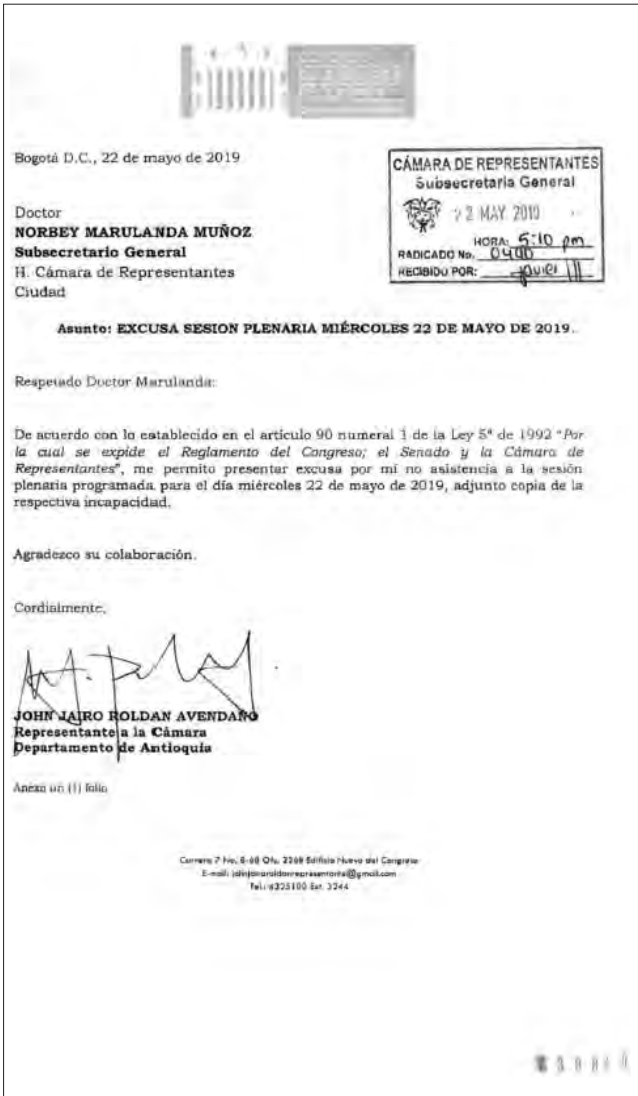 Bogotá D.C., 22 de mayo de 2019
CÁMARA DE REPRESENTANTES
Subsecretaria General
22 MAY. 2019
HORA: 5:10 pm
RADICADO No.
RECIBIDO POR: Javier
Doctor
NORBEY MARULANDA MUÑOZ
Subsecretario General
H. Cámara de Representantes
Ciudad
Asunto: EXCUSA SESION PLENARIA MIÉRCOLES 22 DE MAYO DE 2019.
Respetado Doctor Marulanda:
De acuerdo con lo establecido en el artículo 90 numeral 1 de la Ley 5ª de 1992 "Por
la cual se expide el Reglamento del Congreso; el Senado y la Cámara de
Representantes", me permito presentar excusa por mi no asistencia a la sesión
plenaria programada para el día miércoles 22 de mayo de 2019, adjunto copia de la
respectiva incapacidad.
Agradezco su colaboración.
Cordialmente,
JOHN JAIRO ROLDAN AVENDAÑO
Representante a la Cámara
Departamento de Antioquia
Anexo un (1) folio
Carrera 7 No. 8-68 Ofc. Edificio Nuevo del Congreso
E-mail:
Tel.: Ext. 3244